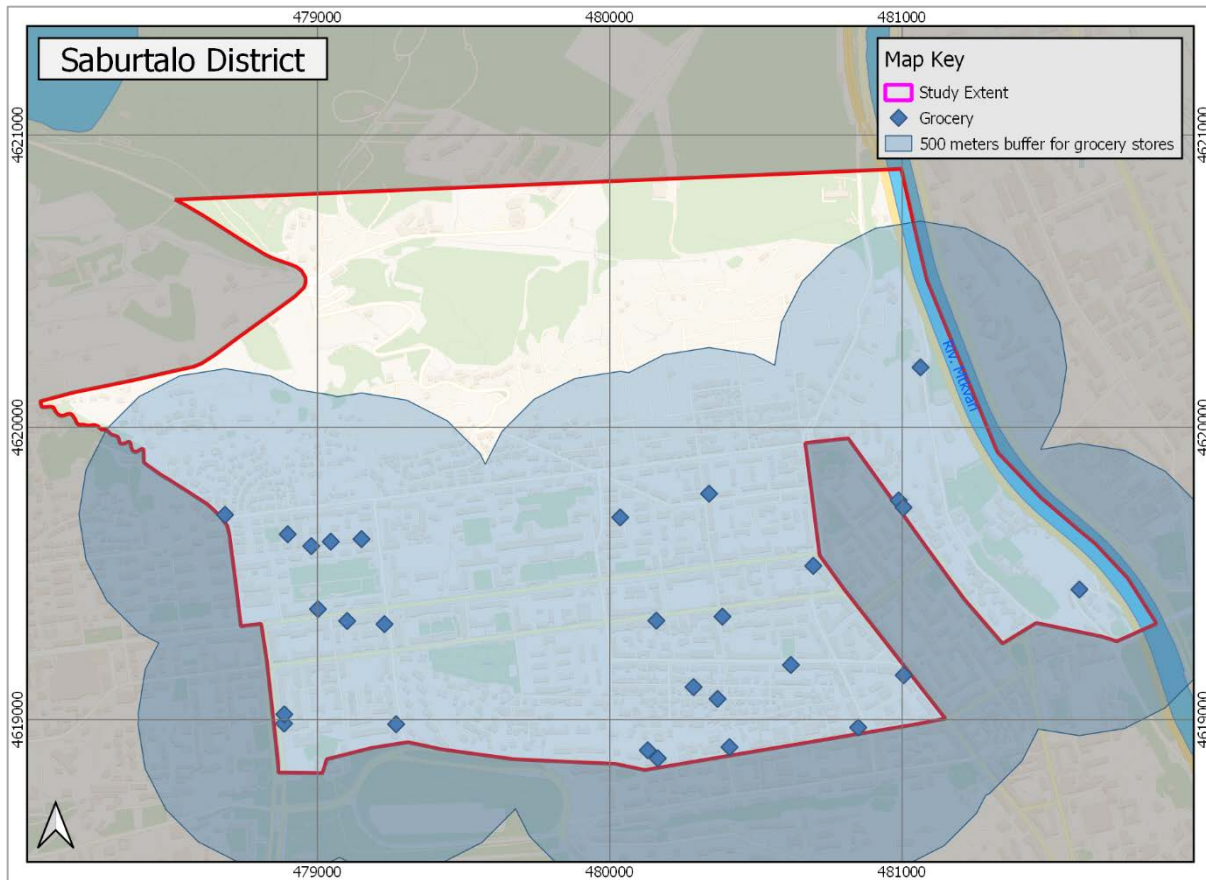 479000
480000
481000
Saburtalo District
Map Key
Study Extent
Grocery
500 meters buffer for grocery stores
4621000
4621000
4620000
4620000
Riv. Mtkvari
4619000
4619000
479000
480000
481000